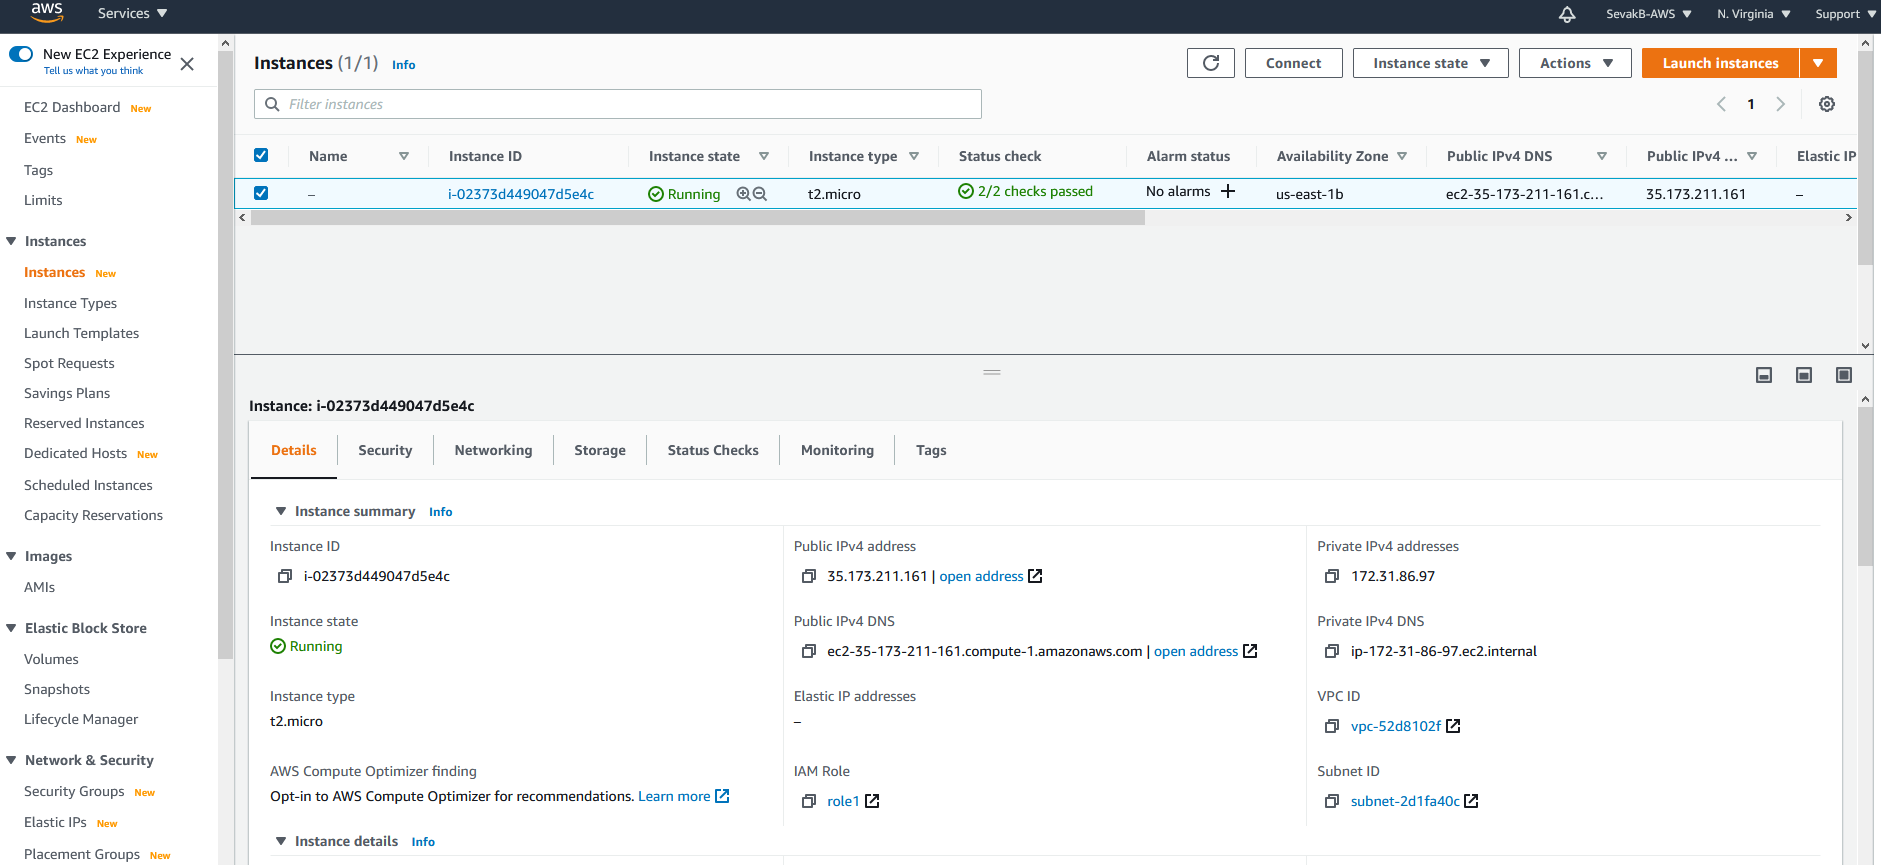 aws
Services
SevakB-AWS
N. Virginia
Support
New EC2 Experience
Tell us what you think
EC2 Dashboard New
Events New
Tags
Limits
Instances
Instances New
Instance Types
Launch Templates
Spot Requests
Savings Plans
Reserved Instances
Dedicated Hosts New
Scheduled Instances
Capacity Reservations
Images
AMIs
Elastic Block Store
Volumes
Snapshots
Lifecycle Manager
Network & Security
Security Groups New
Elastic IPs New
Placement Groups New
Instances (1/1) Info
Connect
Instance state
Actions
Launch instances
Filter instances
1
Name Instance ID Instance state Instance type Status check Alarm status Availability Zone Public IPv4 DNS Public IPv4 ... Elastic IP
– i-02373d449047d5e4c Running t2.micro 2/2 checks passed No alarms + us-east-1b ec2-35-173-211-161.c... 35.173.211.161 –
Instance: i-02373d449047d5e4c
Details Security Networking Storage Status Checks Monitoring Tags
Instance summary Info
Instance ID
i-02373d449047d5e4c
Public IPv4 address
35.173.211.161 | open address
Private IPv4 addresses
172.31.86.97
Instance state
Running
Public IPv4 DNS
ec2-35-173-211-161.compute-1.amazonaws.com | open address
Private IPv4 DNS
ip-172-31-86-97.ec2.internal
Instance type
t2.micro
Elastic IP addresses
–
VPC ID
vpc-52d8102f
AWS Compute Optimizer finding
Opt-in to AWS Compute Optimizer for recommendations. Learn more
IAM Role
role1
Subnet ID
subnet-2d1fa40c
Instance details Info